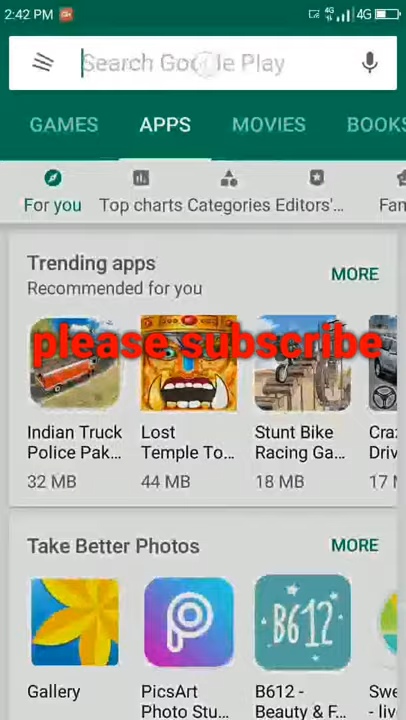 2:42 PM 4G 4G
Search Google Play
GAMES APPS MOVIES BOOKS
For you Top charts Categories Editors'... Fan
Trending apps
Recommended for you
MORE
please subscribe
Indian Truck Police Pak...
32 MB
Lost Temple To...
44 MB
Stunt Bike Racing Ga...
18 MB
Cra
Driv
17 M
Take Better Photos
MORE
B612
Gallery
PicsArt Photo Stu...
B612 - Beauty & F...
Swe
- liv